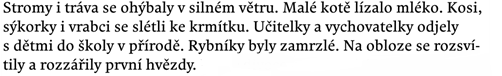 Stromy i tráva se ohýbaly v silném větru. Malé kotě lízalo mléko. Kosi,
sýkorky i vrabci se slétli ke krmítku. Učitelky a vychovatelky odjely
s dětmi do školy v přírodě. Rybníky byly zamrzlé. Na obloze se rozsví-
tily a rozzářily první hvězdy.